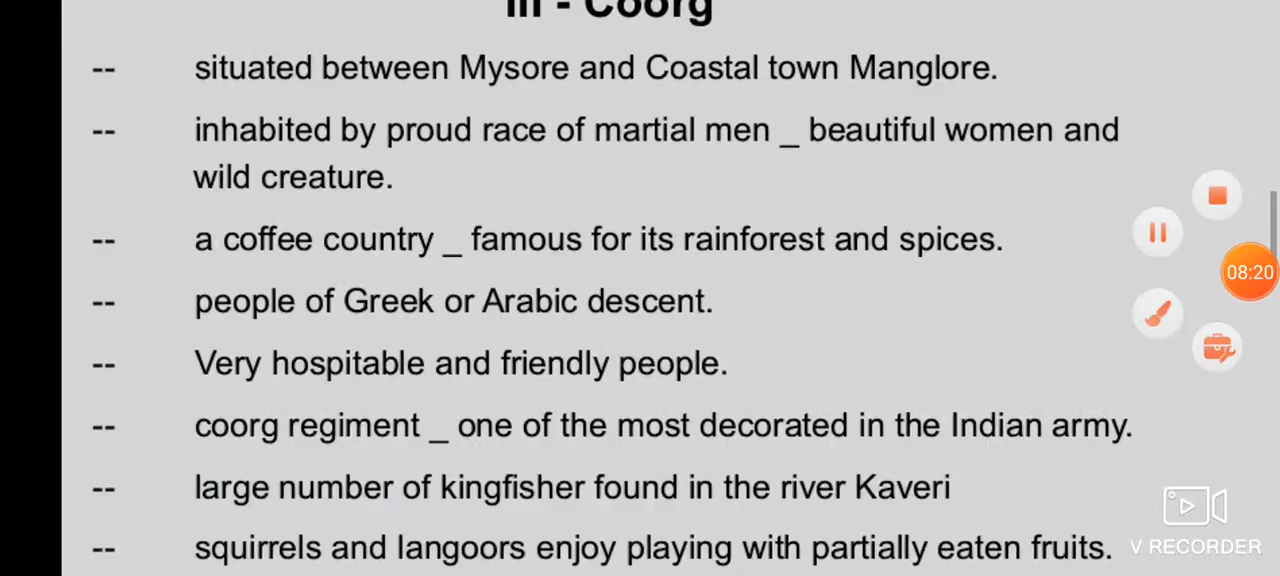 III - Coorg
-- situated between Mysore and Coastal town Manglore.
-- inhabited by proud race of martial men _ beautiful women and
wild creature.
-- a coffee country _ famous for its rainforest and spices.
-- people of Greek or Arabic descent.
-- Very hospitable and friendly people.
-- coorg regiment _ one of the most decorated in the Indian army.
-- large number of kingfisher found in the river Kaveri
-- squirrels and langoors enjoy playing with partially eaten fruits.
08:20
V RECORDER